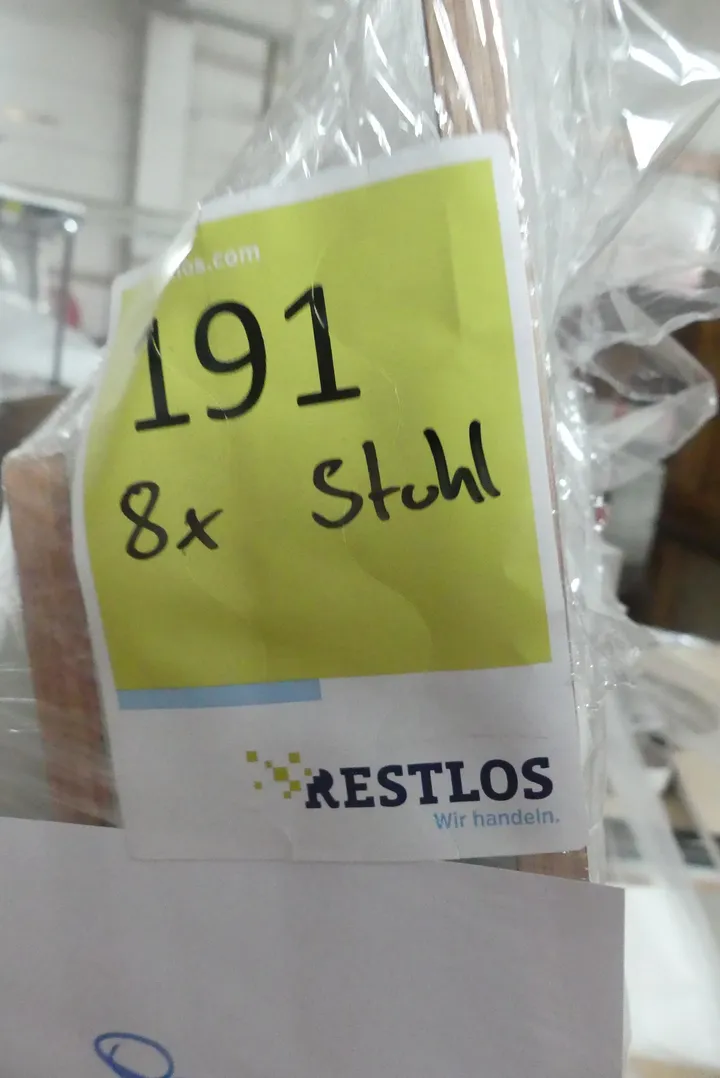 191
8x Stuhl
RESTLOS
Wir handeln.